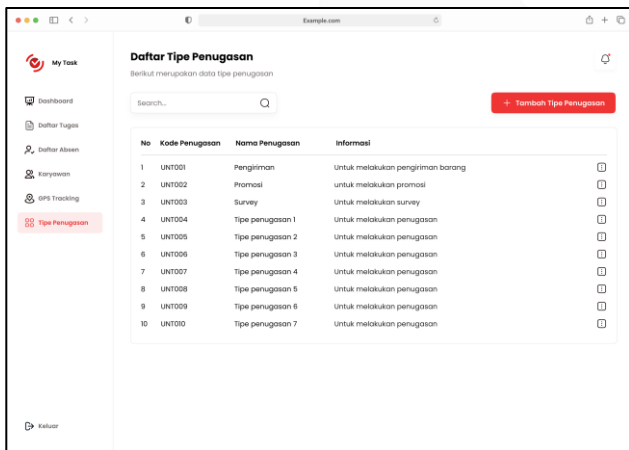 Example.com
My Task
Dashboard
Daftar Tugas
Daftar Absen
Karyawan
GPS Tracking
Tipe Penugasan
Keluar
Daftar Tipe Penugasan
Berikut merupakan data tipe penugasan
Search..
+ Tambah Tipe Penugasan
No Kode Penugasan Nama Penugasan Informasi
1 UNT001 Pengiriman Untuk melakukan pengiriman barang
2 UNT002 Promosi untuk melakukan promosi
3 UNT003 Survey Untuk melakukan survey
4 UNT004 Tipe penugasan 1 Untuk melakukan penugasan
5 UNT005 Tipe penugasan 2 Untuk melakukan penugasan
6 UNT006 Tipe penugasan 3 Untuk melakukan penugasan
7 UNT007 Tipe penugasan 4 Untuk melakukan penugasan
8 UNT008 Tipe penugasan 5 Untuk melakukan penugasan
9 UNT009 Tipe penugasan 6 Untuk melakukan penugasan
10 UNT010 Tipe penugasan 7 Untuk melakukan penugasan